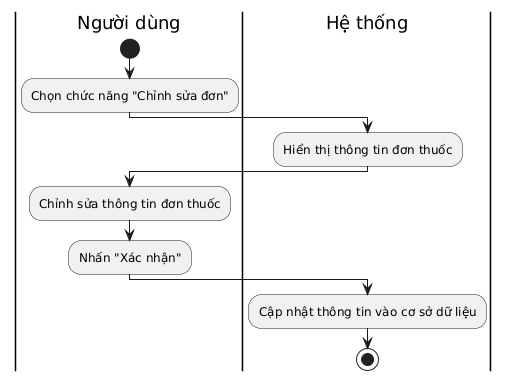 Người dùng
Hệ thống
Chọn chức năng "Chỉnh sửa đơn"
Hiển thị thông tin đơn thuốc
Chỉnh sửa thông tin đơn thuốc
Nhấn "Xác nhận"
Cập nhật thông tin vào cơ sở dữ liệu